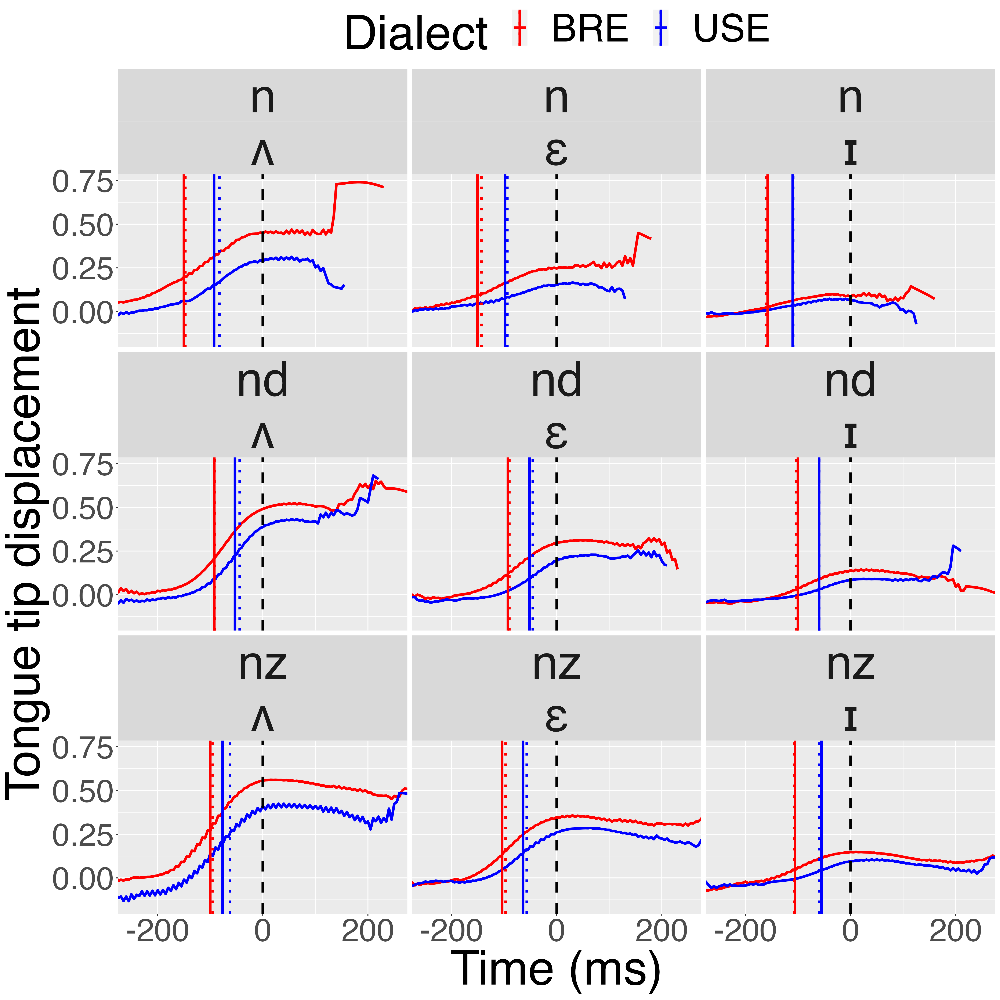 Dialect BRE USE
n n n
ʌ ɛ ɪ
0.75
0.50
0.25
0.00
nd nd nd
ʌ ɛ ɪ
0.75
0.50
0.25
0.00
nz nz nz
ʌ ɛ ɪ
0.75
0.50
0.25
0.00
-200 0 200 -200 0 200 -200 0 200
Time (ms)
Tongue tip displacement